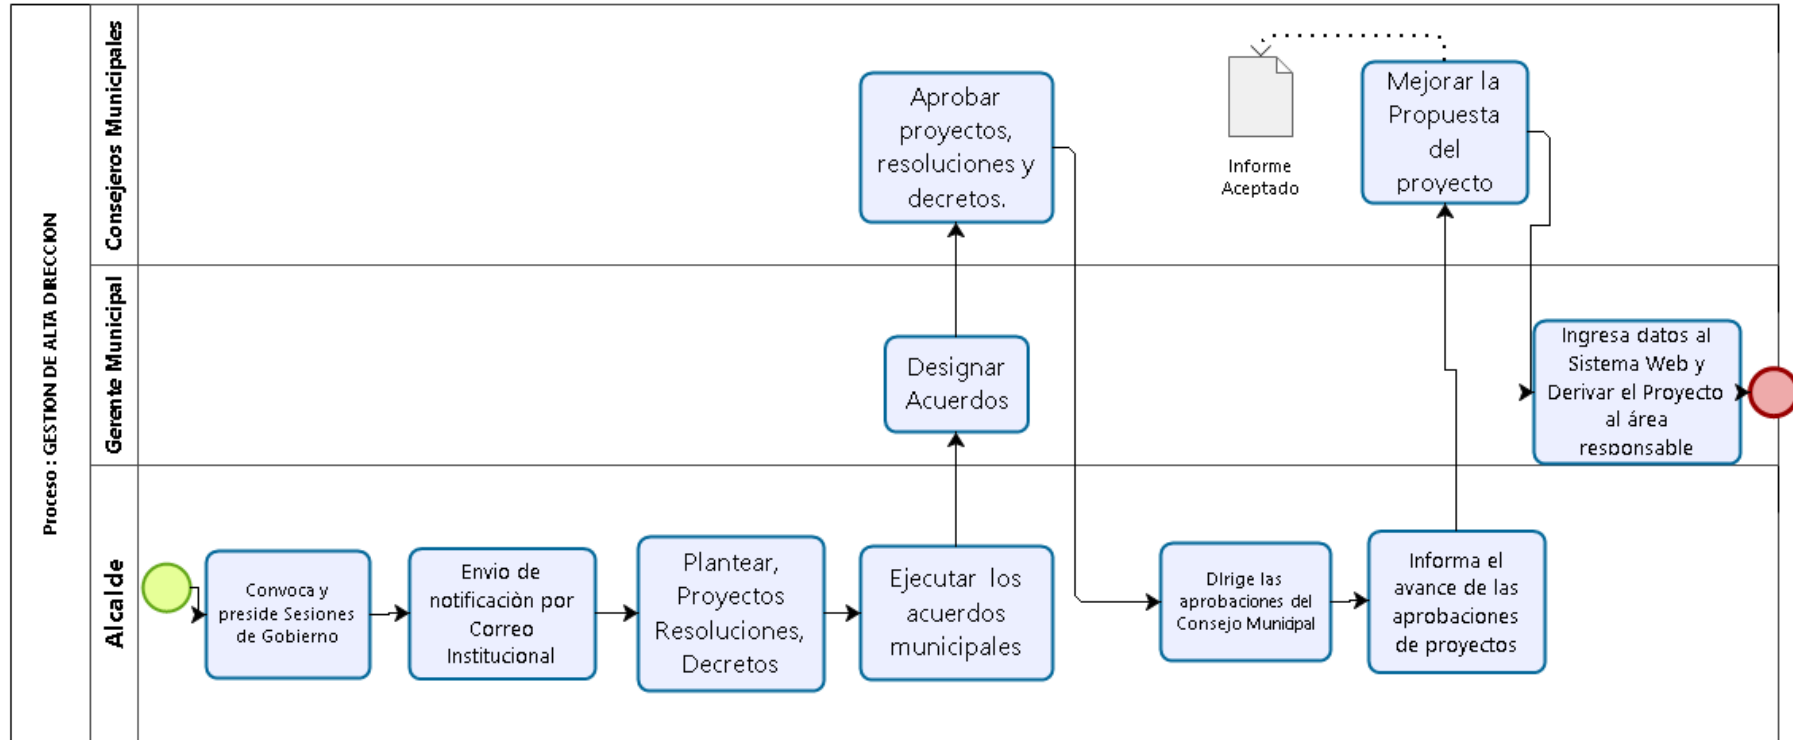 Proceso : GESTION DE ALTA DIRECCION
Consejeros Municipales
Aprobar
proyectos,
resoluciones y
decretos.
Informe
Aceptado
Mejorar la
Propuesta
del
proyecto
Gerente Municipal
Designar
Acuerdos
Ingresa datos al
Sistema Web y
Derivar el Proyecto
al área
responsable
Alcalde
Convoca y
preside Sesiones
de Gobierno
Envio de
notificaciòn por
Correo
Institucional
Plantear,
Proyectos
Resoluciones,
Decretos
Ejecutar los
acuerdos
municipales
Dirige las
aprobaciones del
Consejo Municipal
Informa el
avance de las
aprobaciones
de proyectos